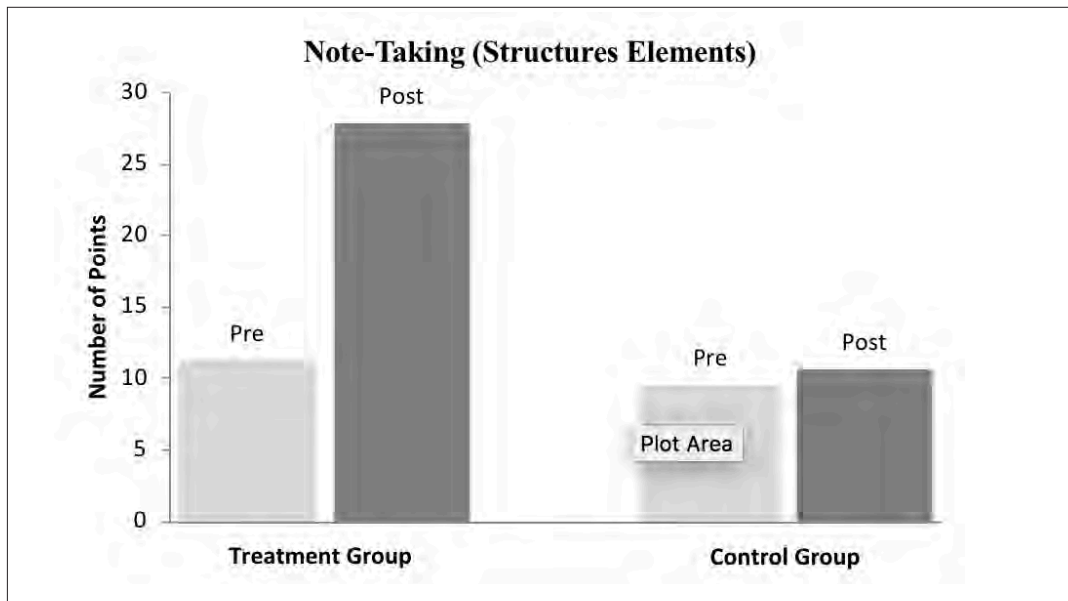 Note-Taking (Structures Elements)
Number of Points
30
25
20
15
10
5
0
Pre
Post
Pre
Post
Plot Area
Treatment Group
Control Group